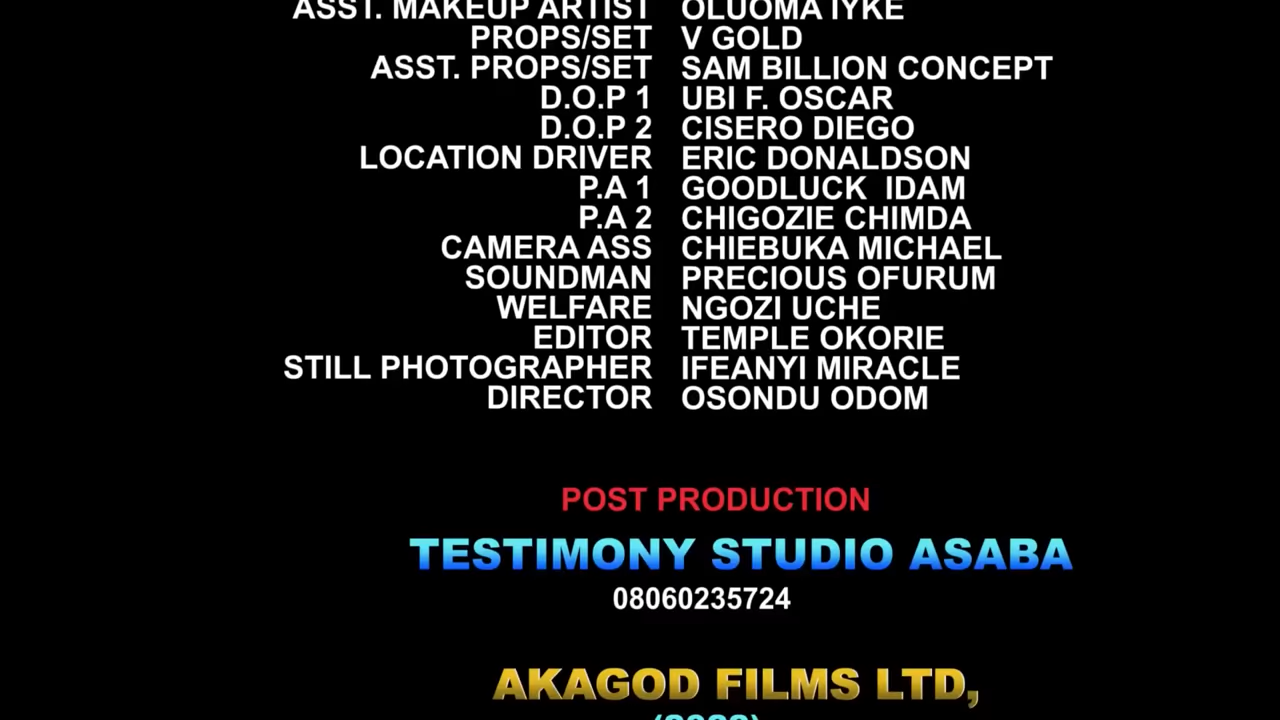 ASST. MAKEUP ARTIST OLUOMA IYKE
PROPS/SET V GOLD
ASST. PROPS/SET SAM BILLION CONCEPT
D.O.P 1 UBI F. OSCAR
D.O.P 2 CISERO DIEGO
LOCATION DRIVER ERIC DONALDSON
P.A 1 GOODLUCK IDAM
P.A 2 CHIGOZIE CHIMDA
CAMERA ASS CHIEBUKA MICHAEL
SOUNDMAN PRECIOUS OFURUM
WELFARE NGOZI UCHE
EDITOR TEMPLE OKORIE
STILL PHOTOGRAPHER IFEANYI MIRACLE
DIRECTOR OSONDU ODOM
POST PRODUCTION
TESTIMONY STUDIO ASABA
08060235724
AKAGOD FILMS LTD,